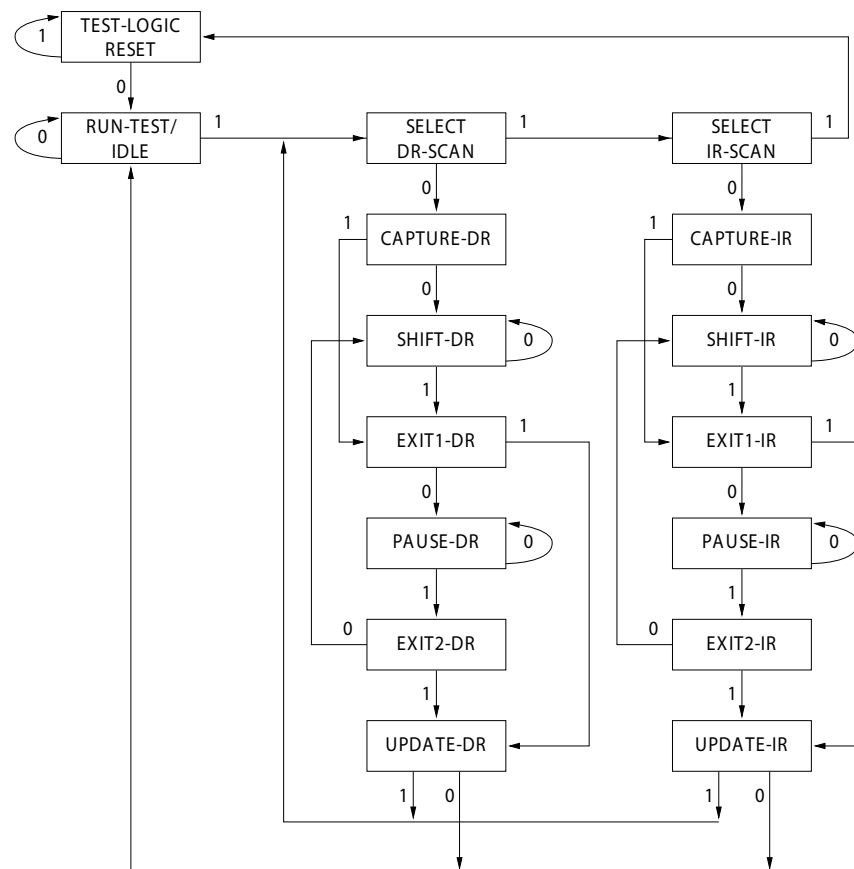 TEST-LOGIC
RESET
1
0
RUN-TEST/
IDLE
0
1
SELECT
DR-SCAN
1
SELECT
IR-SCAN
1
0
0
1
CAPTURE-DR
1
CAPTURE-IR
0
0
SHIFT-DR
0
SHIFT-IR
0
1
1
EXIT1-DR
1
EXIT1-IR
1
0
0
PAUSE-DR
0
PAUSE-IR
0
1
1
0
EXIT2-DR
0
EXIT2-IR
1
1
UPDATE-DR
UPDATE-IR
1
0
1
0